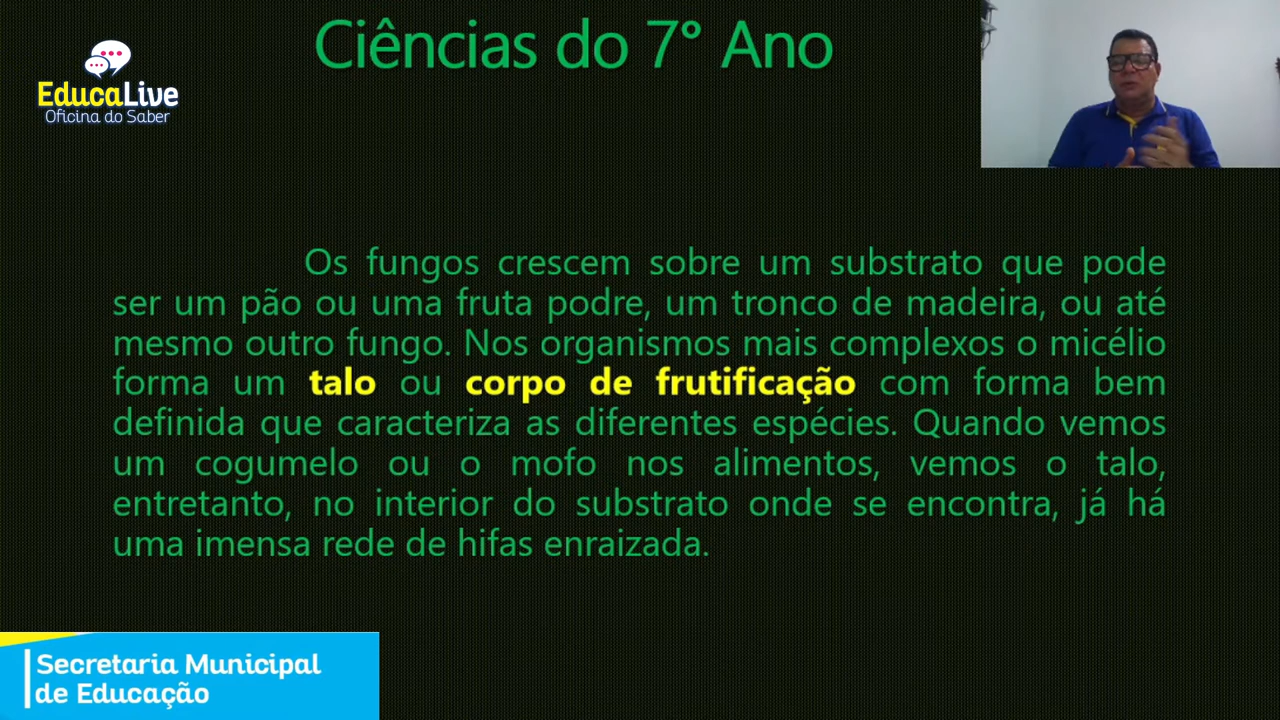 Ciências do 7° Ano
EducaLive
Oficina do Saber
Os fungos crescem sobre um substrato que pode
ser um pão ou uma fruta podre, um tronco de madeira, ou até
mesmo outro fungo. Nos organismos mais complexos o micélio
forma um talo ou corpo de frutificação com forma bem
definida que caracteriza as diferentes espécies. Quando vemos
um cogumelo ou o mofo nos alimentos, vemos o talo,
entretanto, no interior do substrato onde se encontra, já há
uma imensa rede de hifas enraizada.
Secretaria Municipal
de Educação